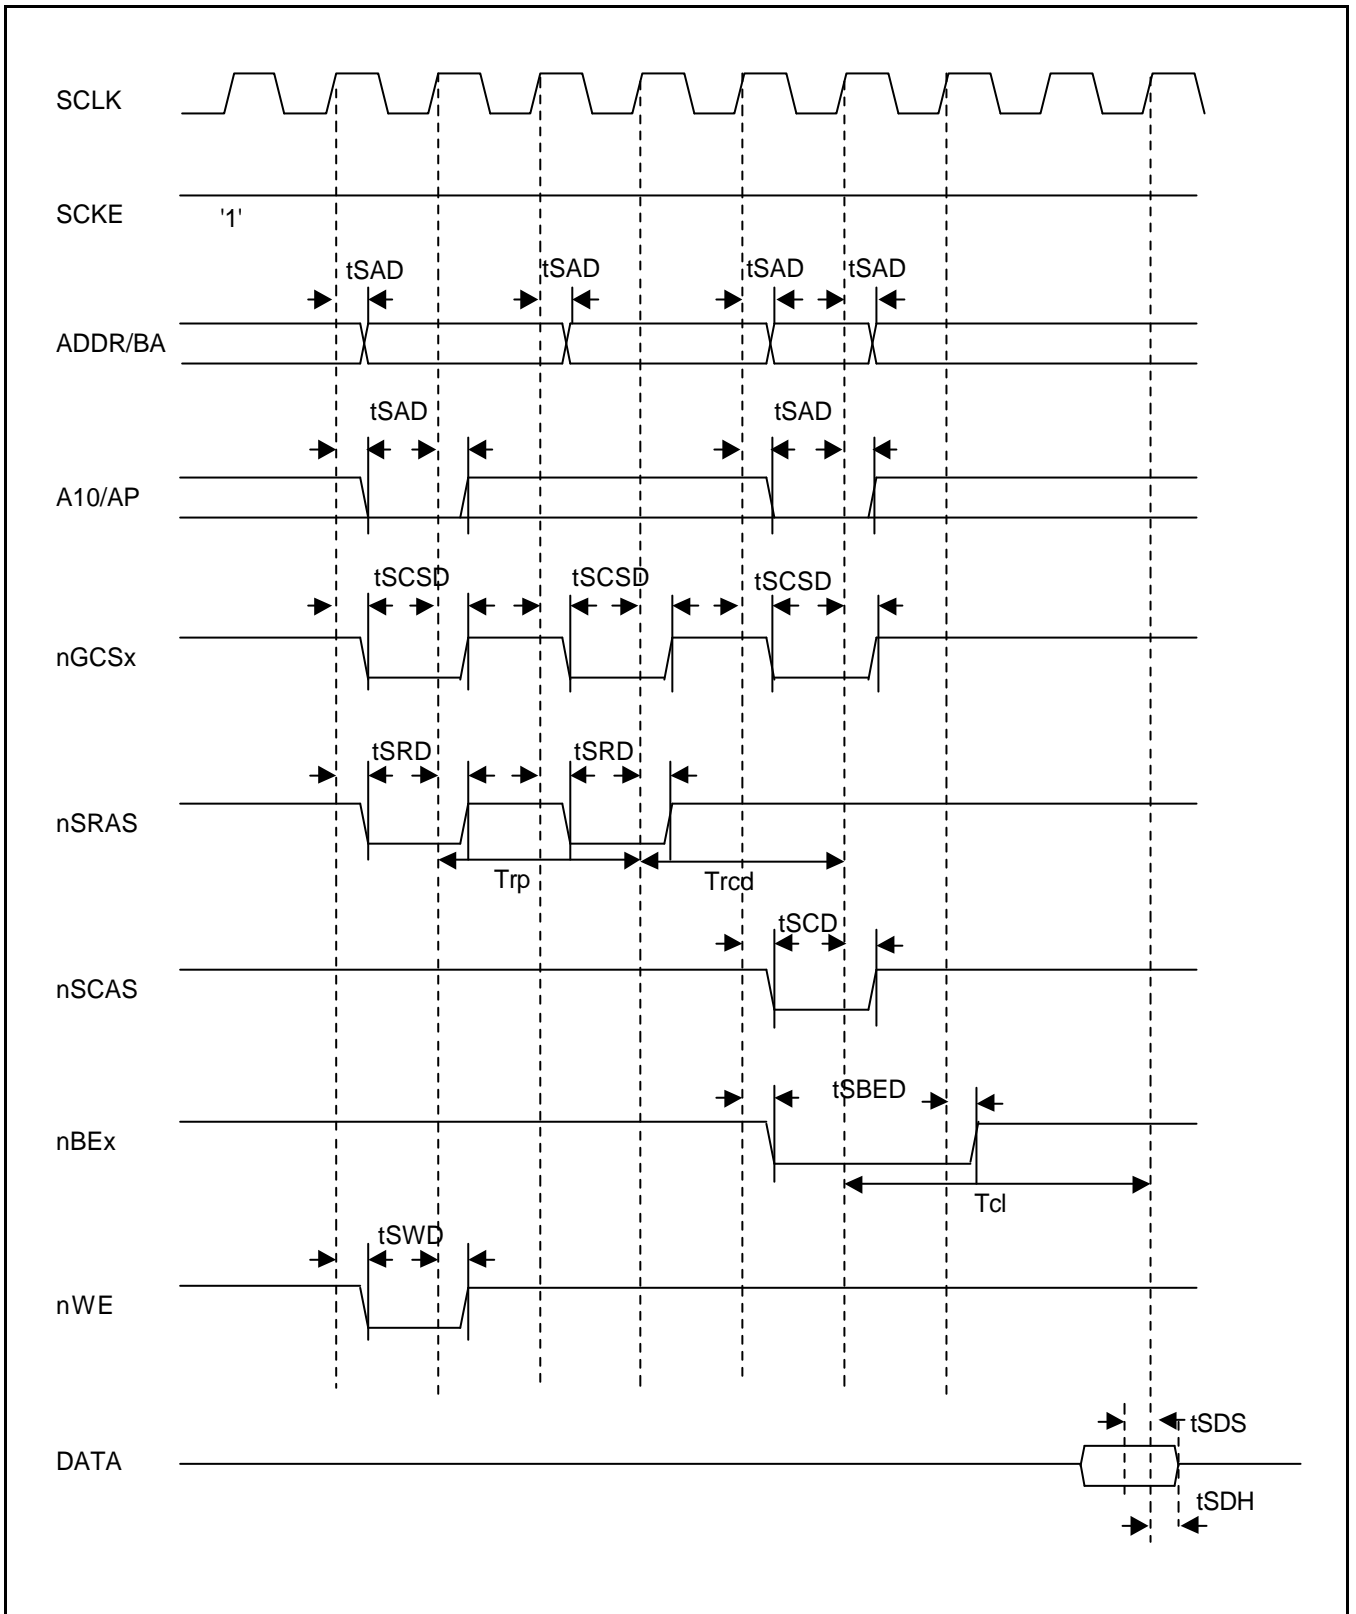 SCLK
SCKE
'1'
tSAD tSAD tSAD tSAD
ADDR/BA
tSAD tSAD
A10/AP
tSCSD tSCSD tSCSD
nGCSx
tSRD tSRD
nSRAS
Trp Trcd
tSCD
nSCAS
tSBED
nBEx
Tcl
tSWD
nWE
tSDS
DATA
tSDH